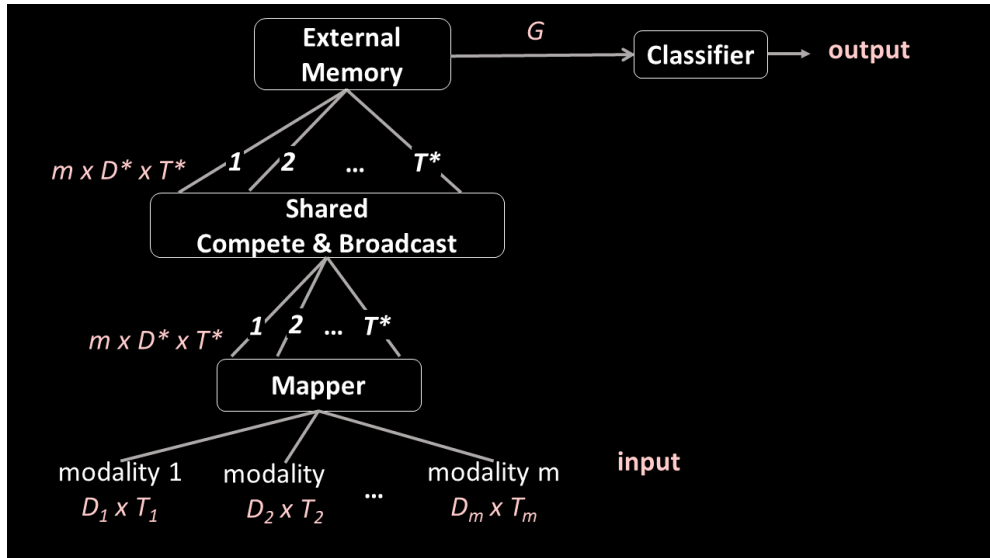 External
Memory
G
Classifier
output
m x D* x T*
1
2
...
T*
Shared
Compete & Broadcast
m x D* x T*
1
2
...
T*
Mapper
modality 1
modality
...
modality m
input
D₁ x T₁
D₂ x T₂
Dₘ x Tₘ